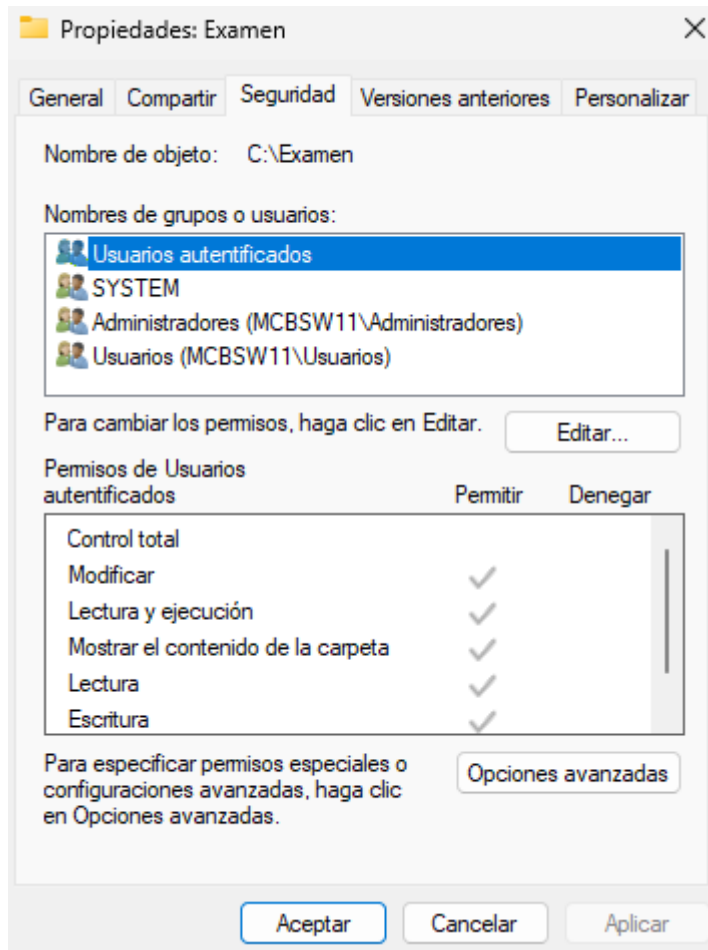 Propiedades: Examen
General Compartir Seguridad Versiones anteriores Personalizar
Nombre de objeto: C:\Examen
Nombres de grupos o usuarios:
Usuarios autentificados
SYSTEM
Administradores (MCBSW11\Administradores)
Usuarios (MCBSW11\Usuarios)
Para cambiar los permisos, haga clic en Editar. Editar...
Permisos de Usuarios
autentificados Permitir Denegar
Control total
Modificar
Lectura y ejecución
Mostrar el contenido de la carpeta
Lectura
Escritura
Para especificar permisos especiales o
configuraciones avanzadas, haga clic
en Opciones avanzadas.
Opciones avanzadas
Aceptar Cancelar Aplicar